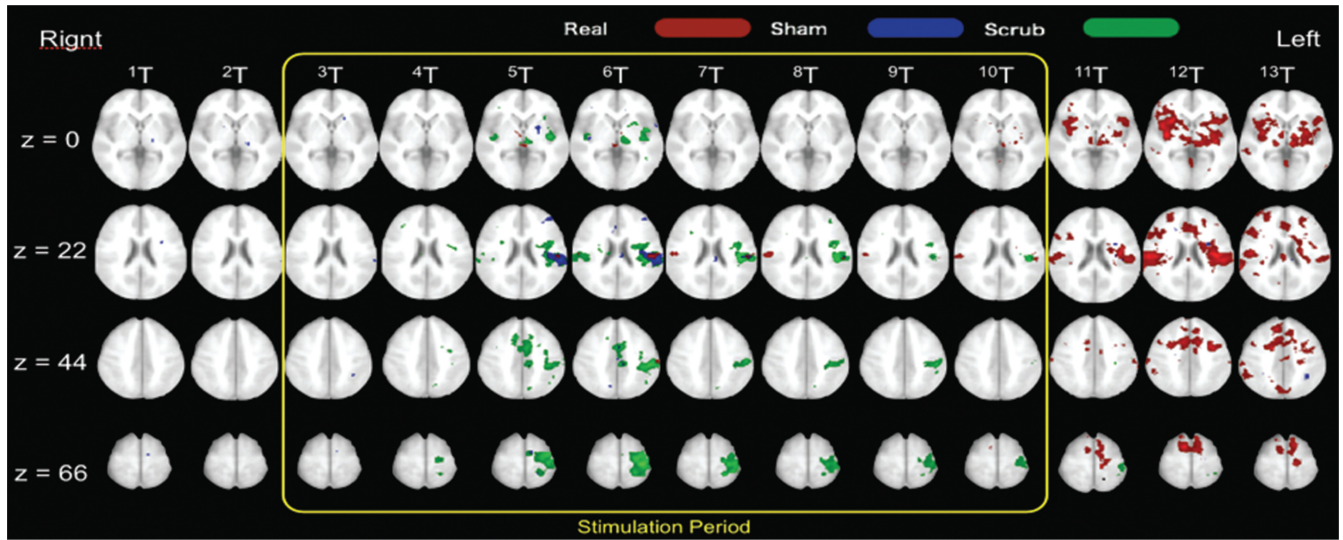 Real Sham Scrub
Rignt Left
1T 2T 3T 4T 5T 6T 7T 8T 9T 10T 11T 12T 13T
z = 0
z = 22
z = 44
z = 66
Stimulation Period